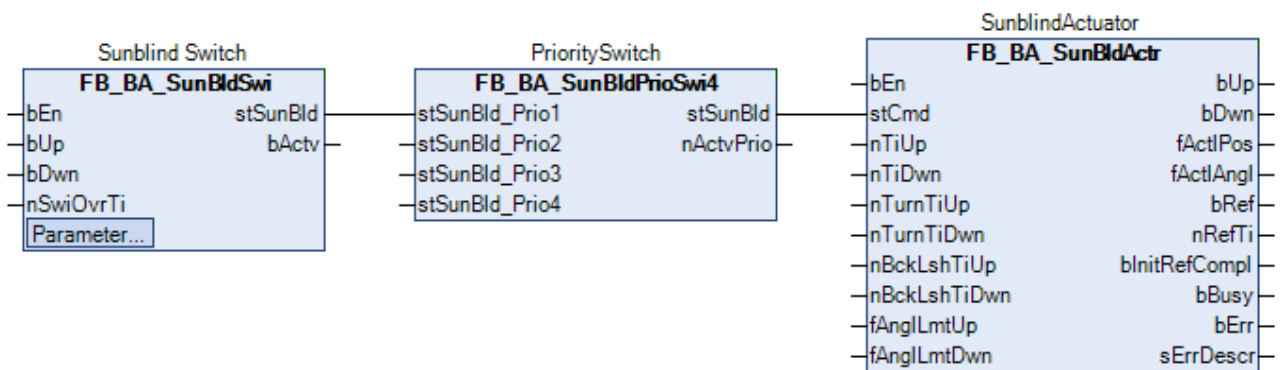 Sunblind Switch
FB_BA_SunBldSwi
bEn
stSunBld
bUp
bActv
bDwn
nSwiOvrTi
Parameter...
PrioritySwitch
FB_BA_SunBldPrioSwi4
stSunBld_Prio1
stSunBld
stSunBld_Prio2
nActvPrio
stSunBld_Prio3
stSunBld_Prio4
SunblindActuator
FB_BA_SunBldActr
bEn
bUp
stCmd
bDwn
nTiUp
fActlPos
nTiDwn
fActlAngl
nTurnTiUp
bRef
nTurnTiDwn
nRefTi
nBckLshTiUp
bInitRefCompl
nBckLshTiDwn
bBusy
fAnglLmtUp
bErr
fAnglLmtDwn
sErrDescr